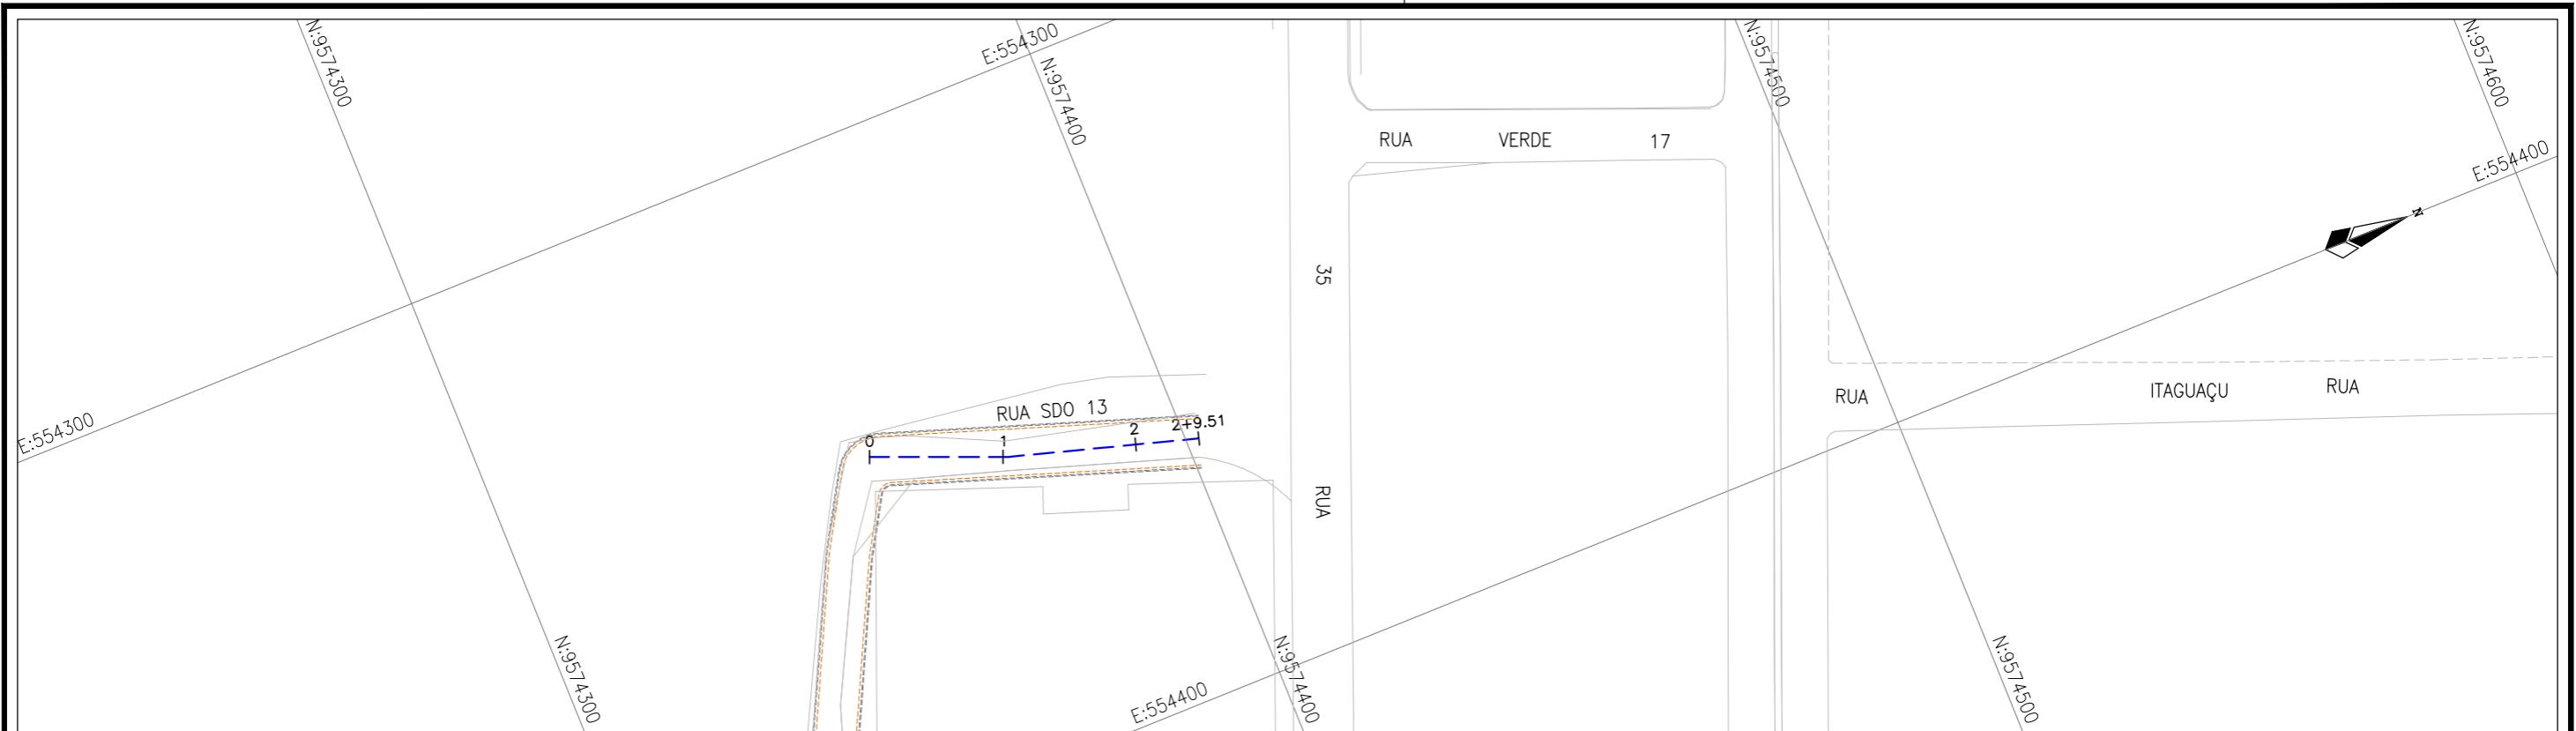 N:9574300
E:554300
N:9574400
N:9574500
N:9574600
RUA VERDE 17
E:554400
N
35
RUA ITAGUAÇU RUA
RUA SDO 13
E:554300
0
1
2
2+9.51
RUA
N:9574300
N:9574400
N:9574500
E:554400